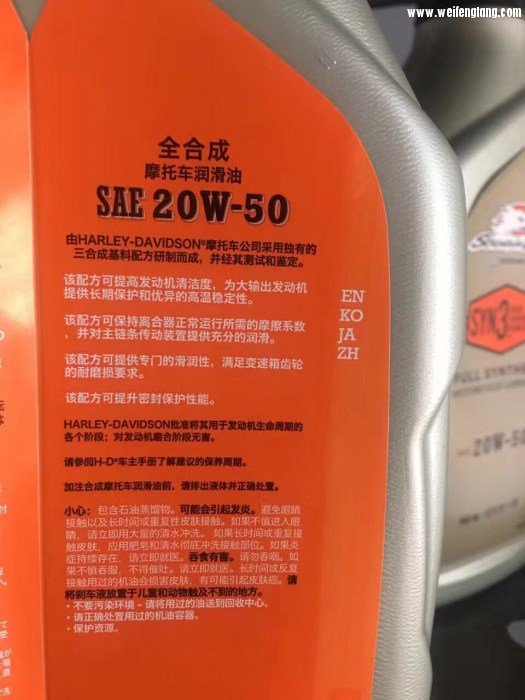 www.weifengtang.com
全合成
摩托车润滑油
SAE 20W-50
由HARLEY-DAVIDSON®摩托车公司采用独有的
三合成基料配方研制而成，并经其测试和鉴定。
该配方可提高发动机清洁度，为大输出发动机
提供长期保护和优异的高温稳定性。
该配方可保持离合器正常运行所需的摩擦系数
，并对主链条传动装置提供充分的润滑。
该配方可提供专门的滑润性，满足变速箱齿轮
的耐磨损要求。
该配方可提升密封保护性能。
HARLEY-DAVIDSON批准将其用于发动机生命周期的
各个阶段；对发动机磨合阶段无害。
请参阅H-D®车主手册了解建议的保养周期。
加注合成摩托车润滑油前，请排出液体并正确处置。
小心：包含石油蒸馏物。可能会引起发炎。避免眼睛
接触以及长时间或重复性皮肤接触。如果不慎进入眼
睛，请立即用大量的清水冲洗。 如果长时间或重复接
触皮肤、应用肥皂和清水彻底冲洗接触部位。如果炎
症持续存在、请立即就医。吞食有害。请勿吞咽。如
果不慎吞服、不得催吐。请立即就医。长时间或反复
接触用过的机油会损害皮肤，有可能引起皮肤癌。请
将刹车液放置于儿童和动物触及不到的地方。
・不要污染环境 - 请将用过的油送到回收中心。
・请正确处置用过的机油容器。
・保护资源。
EN
KO
JA
ZH
SYN3
FULL SYNTHE
20W-50